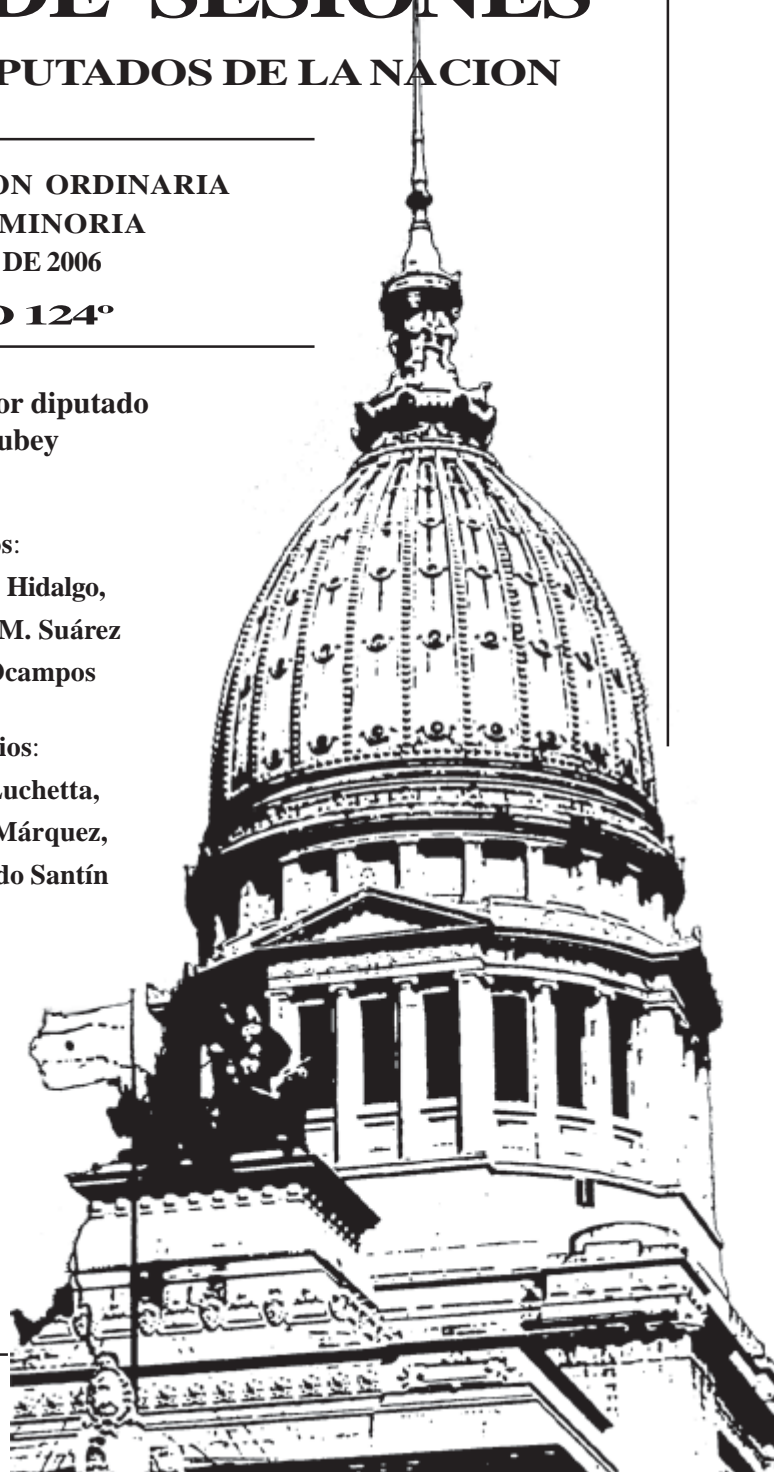 DE SESIONES
PUTADOS DE LA NACION
ON ORDINARIA
MINORIA
DE 2006
O 124º
or diputado
ubey
os:
Hidalgo,
M. Suárez
Ocampos
ios:
Luchetta,
Márquez,
do Santín